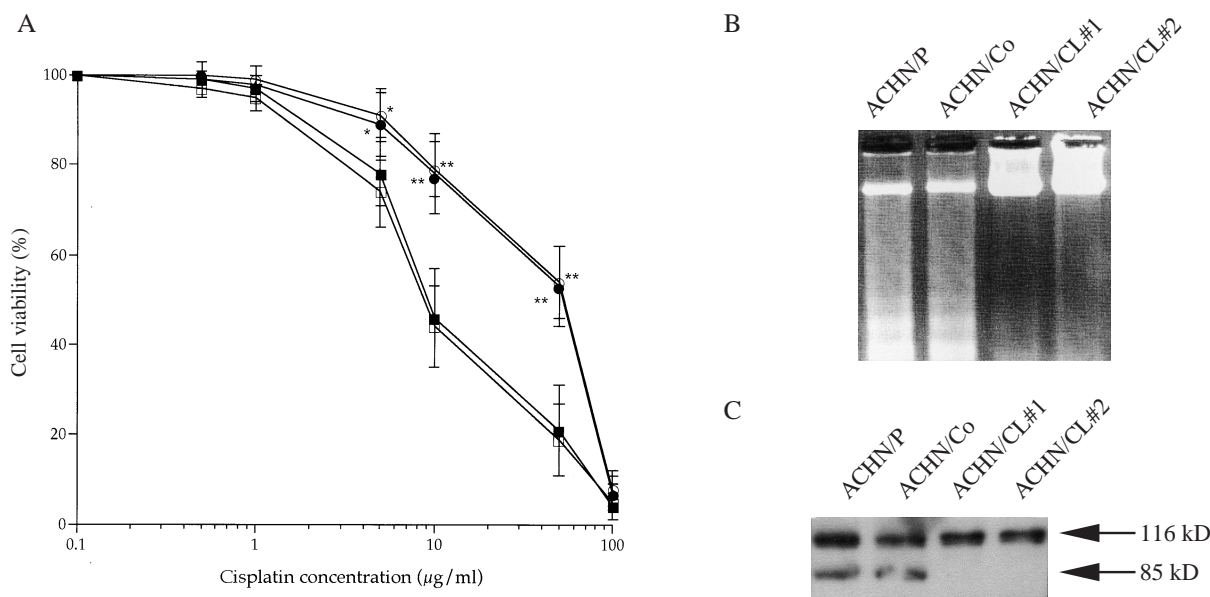 A
100
80
60
40
20
0
Cell viability (%)
*
*
**
**
**
**
0.1
1
10
100
Cisplatin concentration (µg/ml)
B
ACHN/P
ACHN/Co
ACHN/CL#1
ACHN/CL#2
C
ACHN/P
ACHN/Co
ACHN/CL#1
ACHN/CL#2
116 kD
85 kD